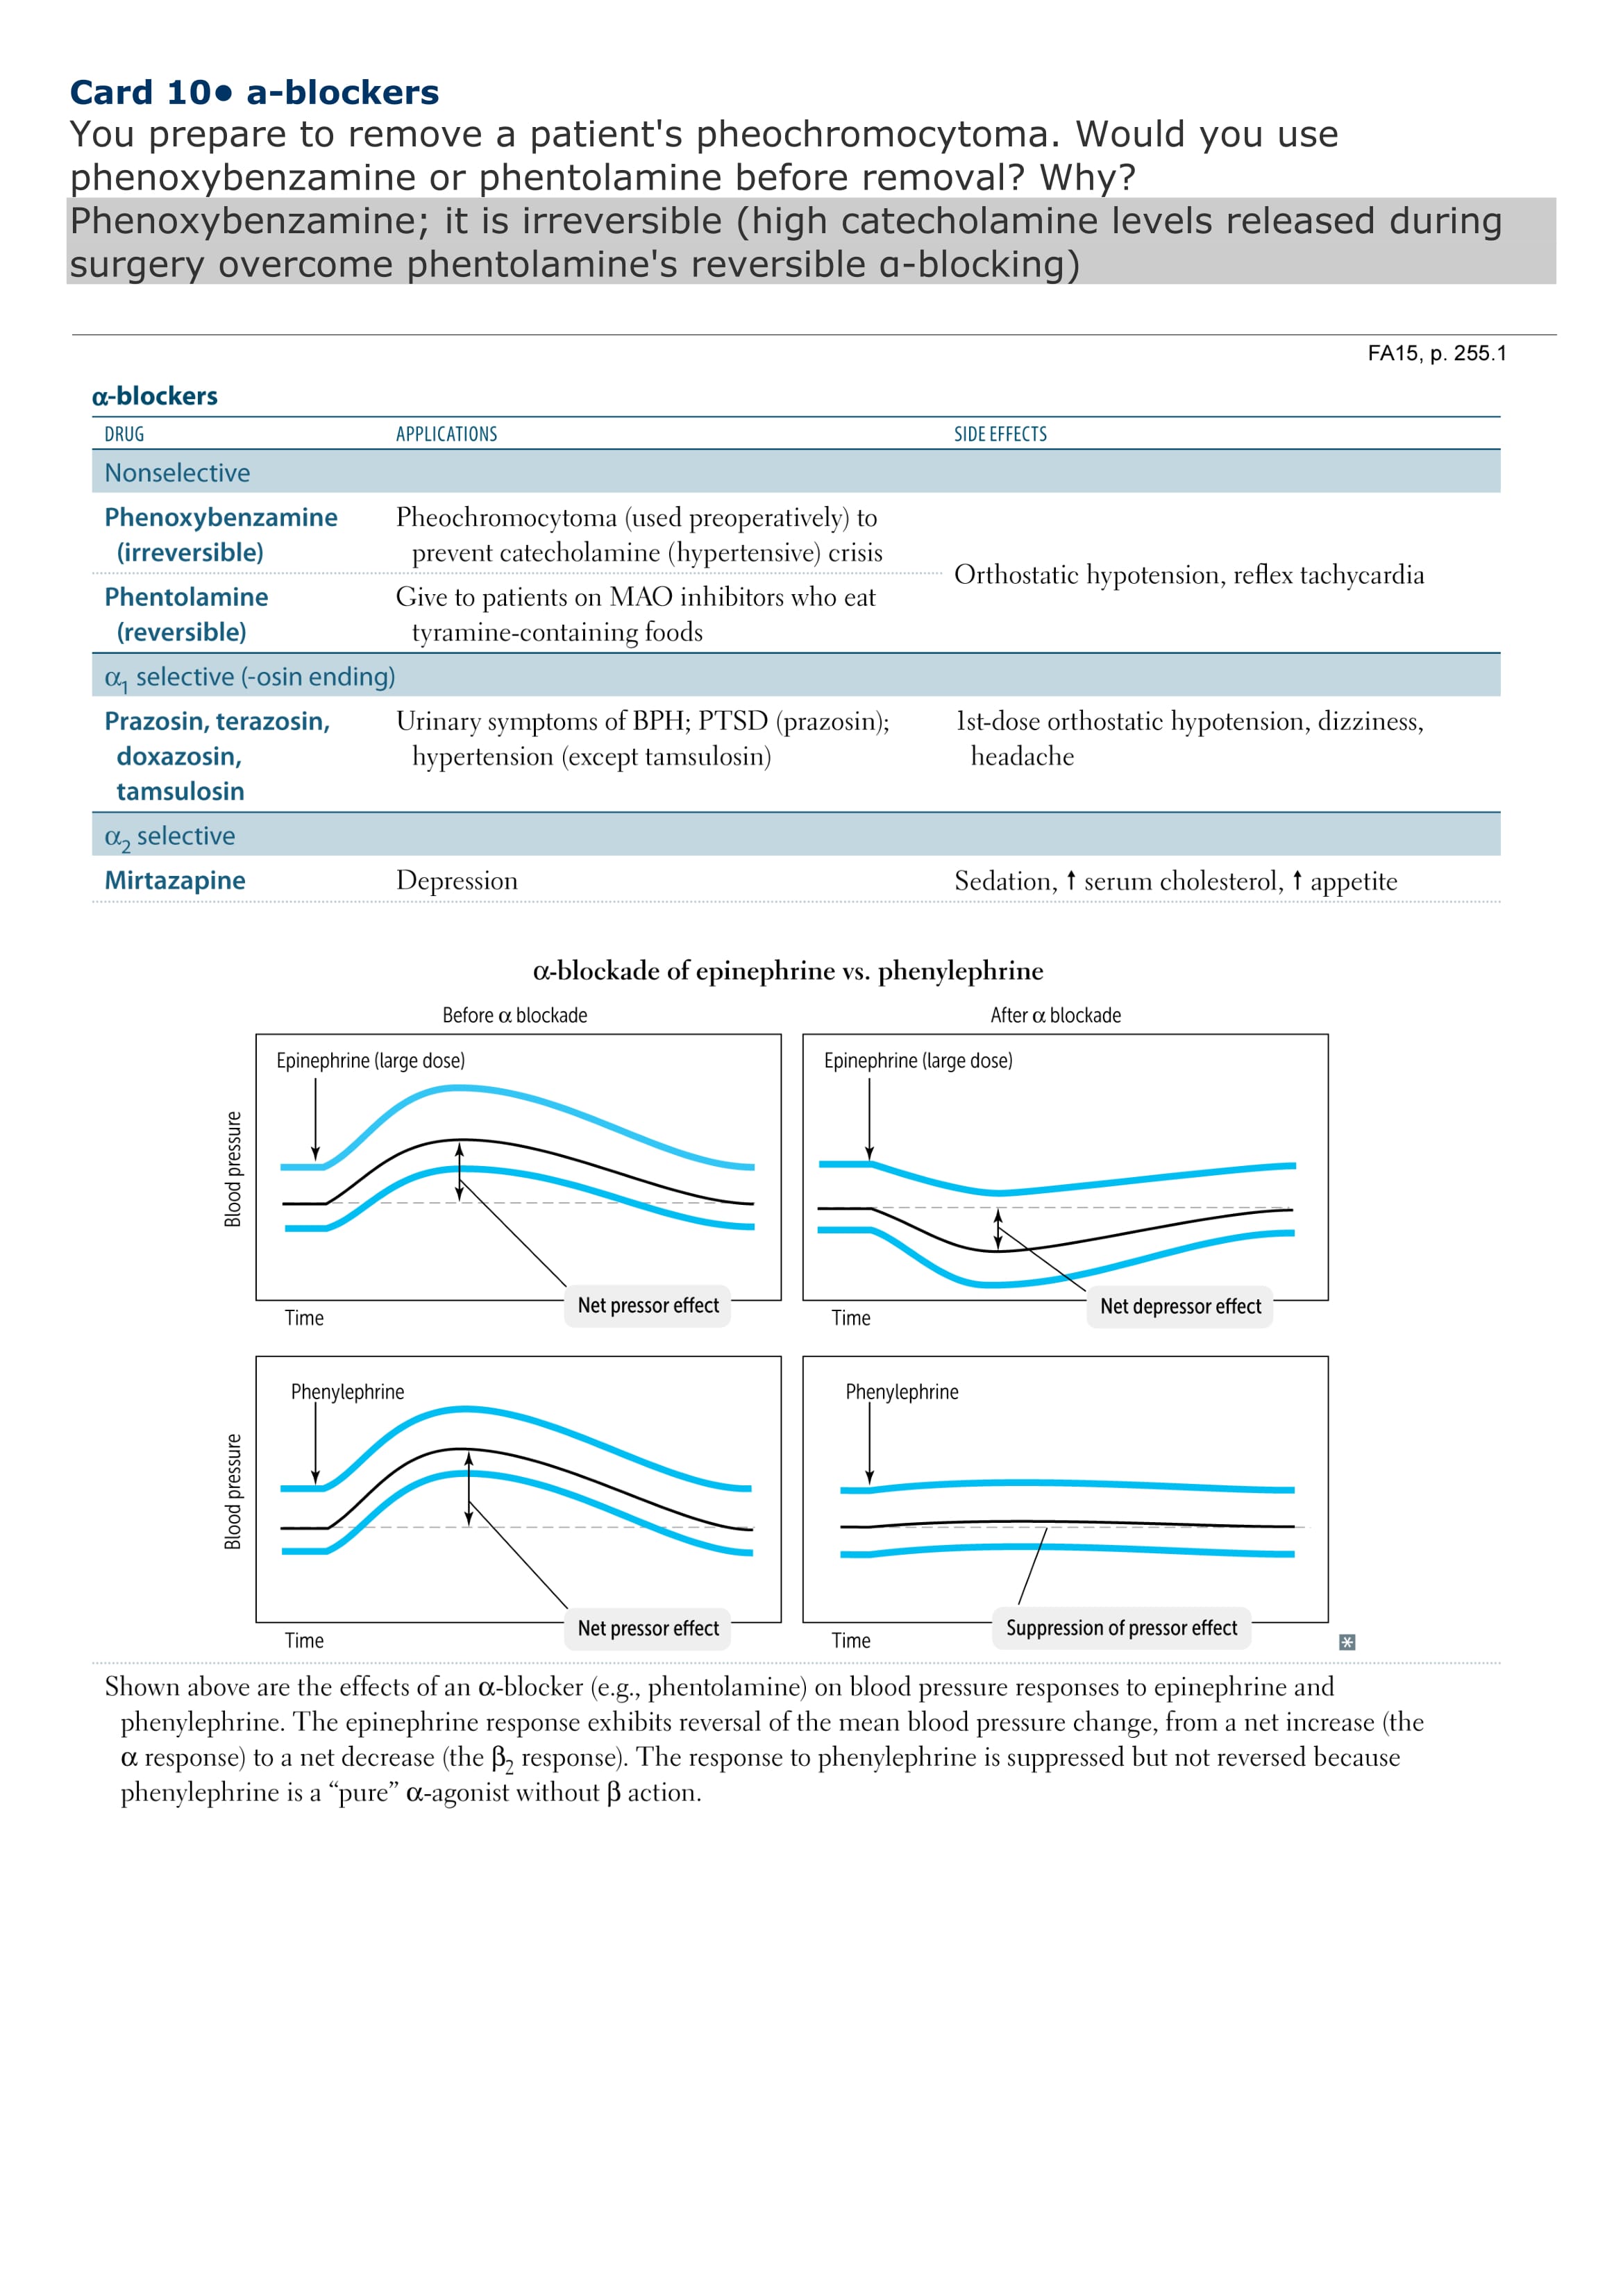 Card 10● a-blockers
You prepare to remove a patient's pheochromocytoma. Would you use
phenoxybenzamine or phentolamine before removal? Why?
Phenoxybenzamine; it is irreversible (high catecholamine levels released during
surgery overcome phentolamine's reversible α-blocking)
FA15, p. 255.1
α-blockers
DRUG APPLICATIONS SIDE EFFECTS
Nonselective
Phenoxybenzamine
(irreversible)
Pheochromocytoma (used preoperatively) to
prevent catecholamine (hypertensive) crisis
Orthostatic hypotension, reflex tachycardia
Phentolamine
(reversible)
Give to patients on MAO inhibitors who eat
tyramine-containing foods
α₁ selective (-osin ending)
Prazosin, terazosin,
doxazosin,
tamsulosin
Urinary symptoms of BPH; PTSD (prazosin);
hypertension (except tamsulosin)
1st-dose orthostatic hypotension, dizziness,
headache
α₂ selective
Mirtazapine Depression Sedation, ↑ serum cholesterol, ↑ appetite
α-blockade of epinephrine vs. phenylephrine
Before α blockade
After α blockade
Epinephrine (large dose)
Blood pressure
Net pressor effect
Time
Epinephrine (large dose)
Net depressor effect
Time
Phenylephrine
Blood pressure
Net pressor effect
Time
Phenylephrine
Suppression of pressor effect
Time
Shown above are the effects of an α-blocker (e.g., phentolamine) on blood pressure responses to epinephrine and
phenylephrine. The epinephrine response exhibits reversal of the mean blood pressure change, from a net increase (the
α response) to a net decrease (the β₂ response). The response to phenylephrine is suppressed but not reversed because
phenylephrine is a “pure” α-agonist without β action.